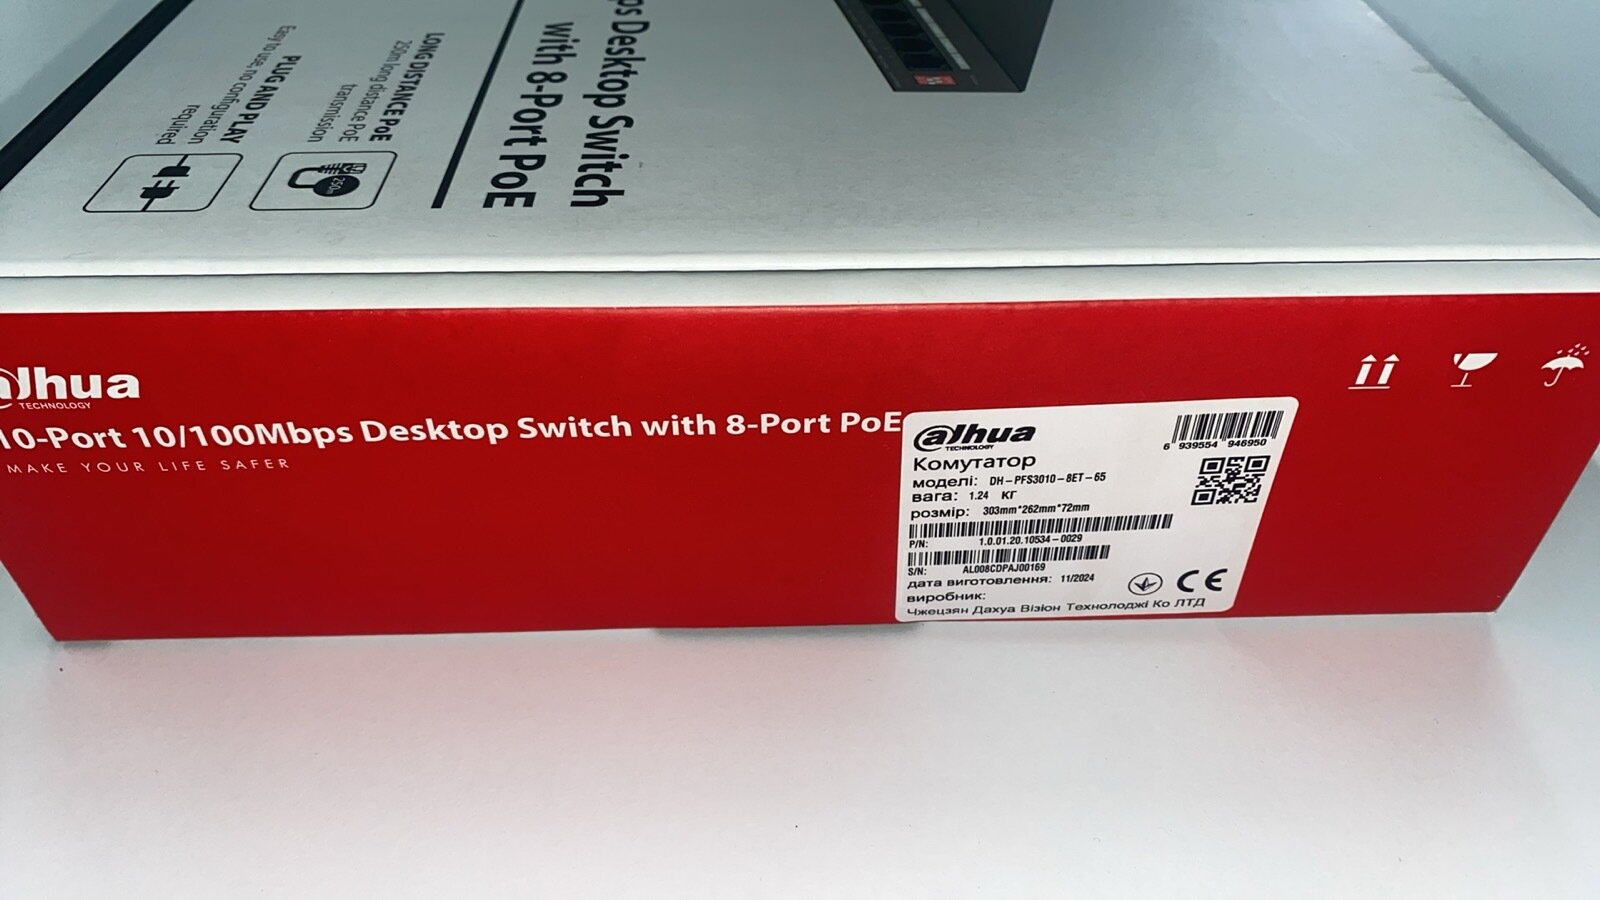 ps Desktop Switch
with 8-Port PoE
LONG DISTANCE PoE
250m long distance PoE
transmission
250m
PLUG AND PLAY
Easy to use, no configuration
required
alhua
TECHNOLOGY
10-Port 10/100Mbps Desktop Switch with 8-Port PoE
MAKE YOUR LIFE SAFER
alhua
TECHNOLOGY
6 939554 946950
Комутатор
моделі: DH-PFS3010-8ET-65
вага: 1.24 КГ
розмір: 303mm*262mm*72mm
P/N: 1.0.01.20.10534-0029
S/N: AL008CDPAJ00169
дата виготовлення: 11/2024
CE
виробник:
Чжецзян Дахуа Візіон Технолоджі Ко ЛТД